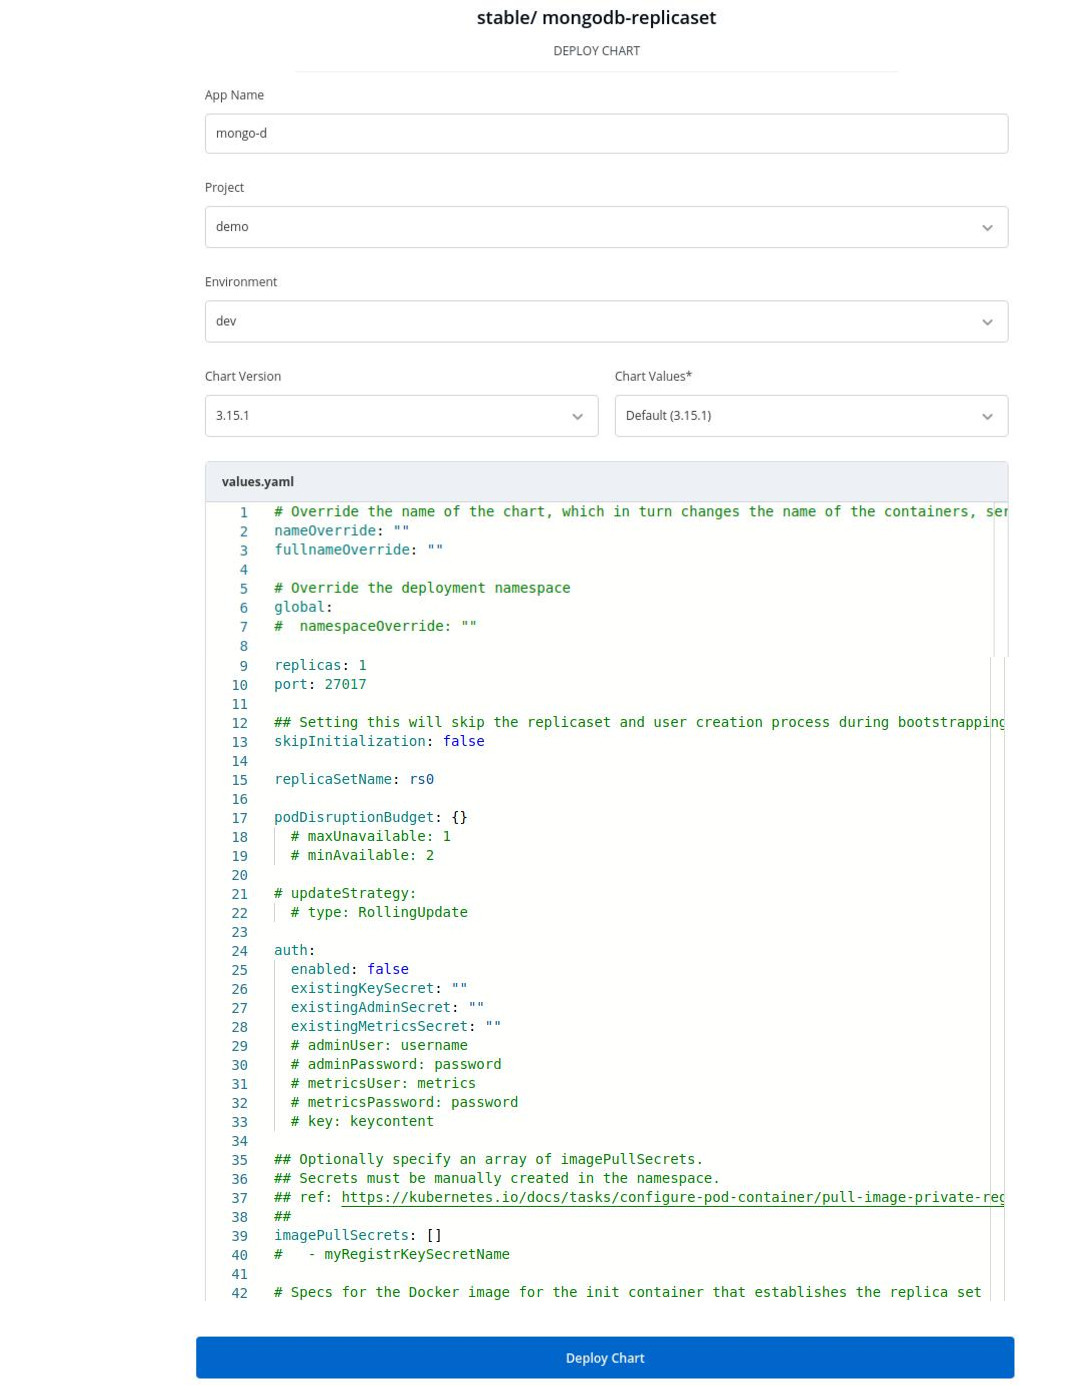 stable/ mongodb-replicaset
DEPLOY CHART
App Name
mongo-d
Project
demo
Environment
dev
Chart Version
Chart Values*
3.15.1
Default (3.15.1)
values.yaml
1 # Override the name of the chart, which in turn changes the name of the containers, ser
2 nameOverride: ""
3 fullnameOverride: ""
4
5 # Override the deployment namespace
6 global:
7 #  namespaceOverride: ""
8
9 replicas: 1
10 port: 27017
11
12 ## Setting this will skip the replicaset and user creation process during bootstrapping
13 skipInitialization: false
14
15 replicaSetName: rs0
16
17 podDisruptionBudget: {}
18   # maxUnavailable: 1
19   # minAvailable: 2
20
21 # updateStrategy:
22   # type: RollingUpdate
23
24 auth:
25   enabled: false
26   existingKeySecret: ""
27   existingAdminSecret: ""
28   existingMetricsSecret: ""
29   # adminUser: username
30   # adminPassword: password
31   # metricsUser: metrics
32   # metricsPassword: password
33   # key: keycontent
34
35 ## Optionally specify an array of imagePullSecrets.
36 ## Secrets must be manually created in the namespace.
37 ## ref: https://kubernetes.io/docs/tasks/configure-pod-container/pull-image-private-reg
38 ##
39 imagePullSecrets: []
40 #   - myRegistrKeySecretName
41
42 # Specs for the Docker image for the init container that establishes the replica set
Deploy Chart